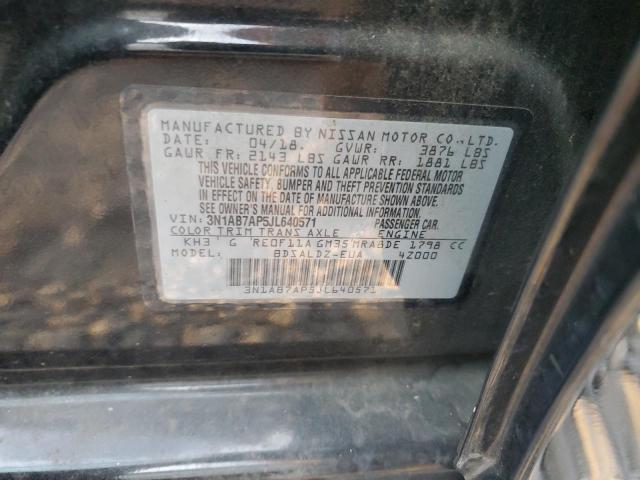 MANUFACTURED BY NISSAN MOTOR CO.,LTD.
DATE: 04/18. GVWR: 3876 LBS
GAWR FR: 2143 LBS GAWR RR: 1881 LBS
THIS VEHICLE CONFORMS TO ALL APPLICABLE FEDERAL MOTOR
VEHICLE SAFETY, BUMPER AND THEFT PREVENTION STANDARDS
IN EFFECT ON THE DATE OF MANUFACTURE SHOWN ABOVE.
SEE OWNER'S MANUAL FOR ADDITIONAL INFORMATION.
VIN: 3N1AB7AP5JL640571 PASSENGER CAR.
COLOR TRIM TRANS AXLE ENGINE
KH3 G RE0F11A GM35 MRA8DE 1798 CC
MODEL: BDSALDZ-EUA 42000
3N1AB7AP5JL640571